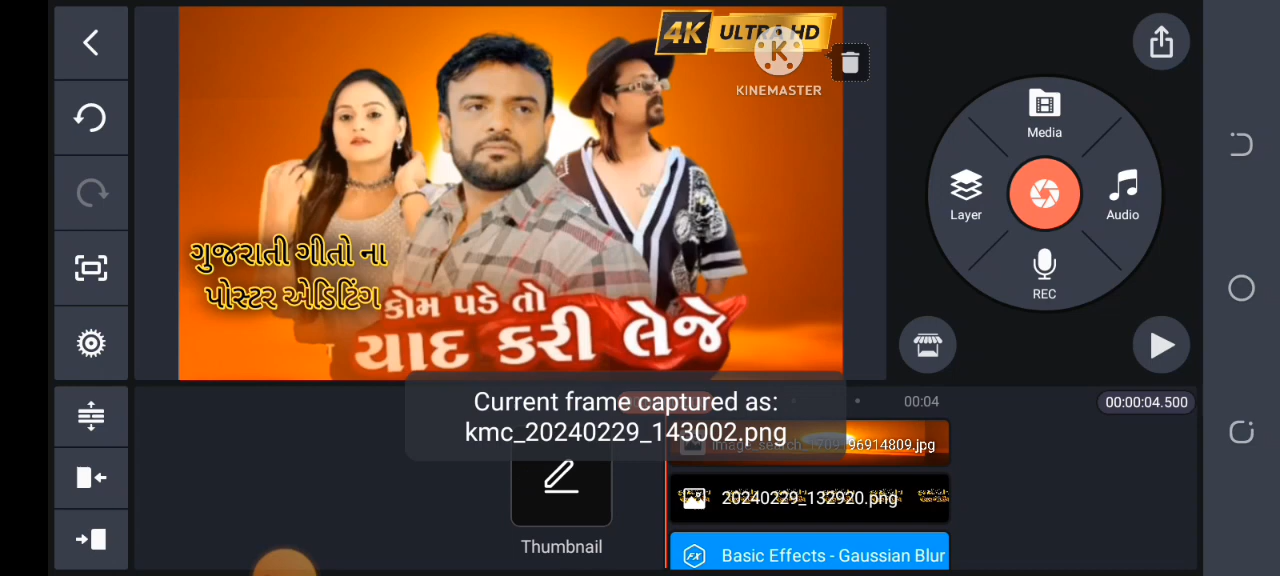 4K ULTRA HD
KINEMASTER
ગુજરાતી ગીતો ના
પોસ્ટર એડિટિંગ
કોમ પડે તો
યાદ કરી લેજે
Media
Layer
Audio
REC
Current frame captured as:
kmc_20240229_143002.png
00:04
00:00:04.500
20240229_132920.png
Thumbnail
Basic Effects - Gaussian Blur